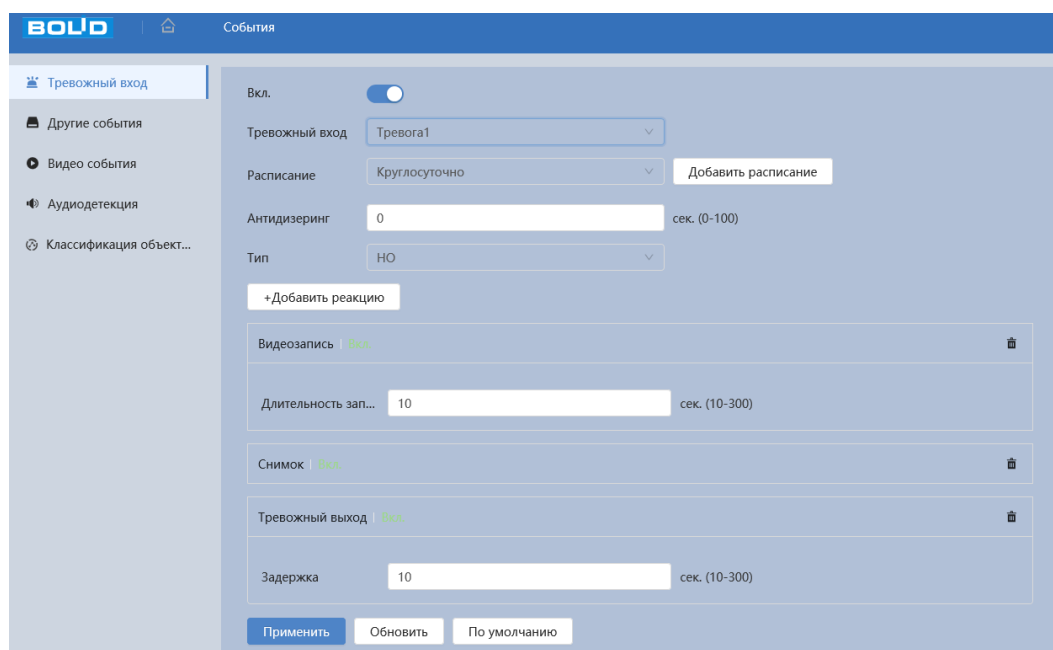 BOLID
События
Тревожный вход
Другие события
Видео события
Аудиодетекция
Классификация объект...
Вкл.
Тревожный вход Тревога1
Расписание Круглосуточно Добавить расписание
Антидизеринг 0 сек. (0-100)
Тип НО
+Добавить реакцию
Видеозапись
Длительность зап... 10 сек. (10-300)
Снимок
Тревожный выход
Задержка 10 сек. (10-300)
Применить Обновить По умолчанию